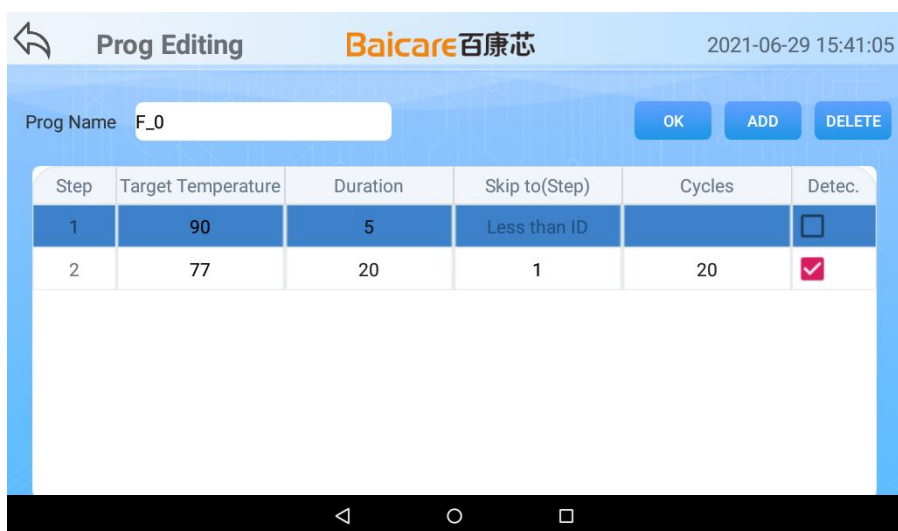 Prog Editing Baicare百康芯 2021-06-29 15:41:05
Prog Name F_0 OK ADD DELETE
Step Target Temperature Duration Skip to(Step) Cycles Detec.
1 90 5 Less than ID
2 77 20 1 20